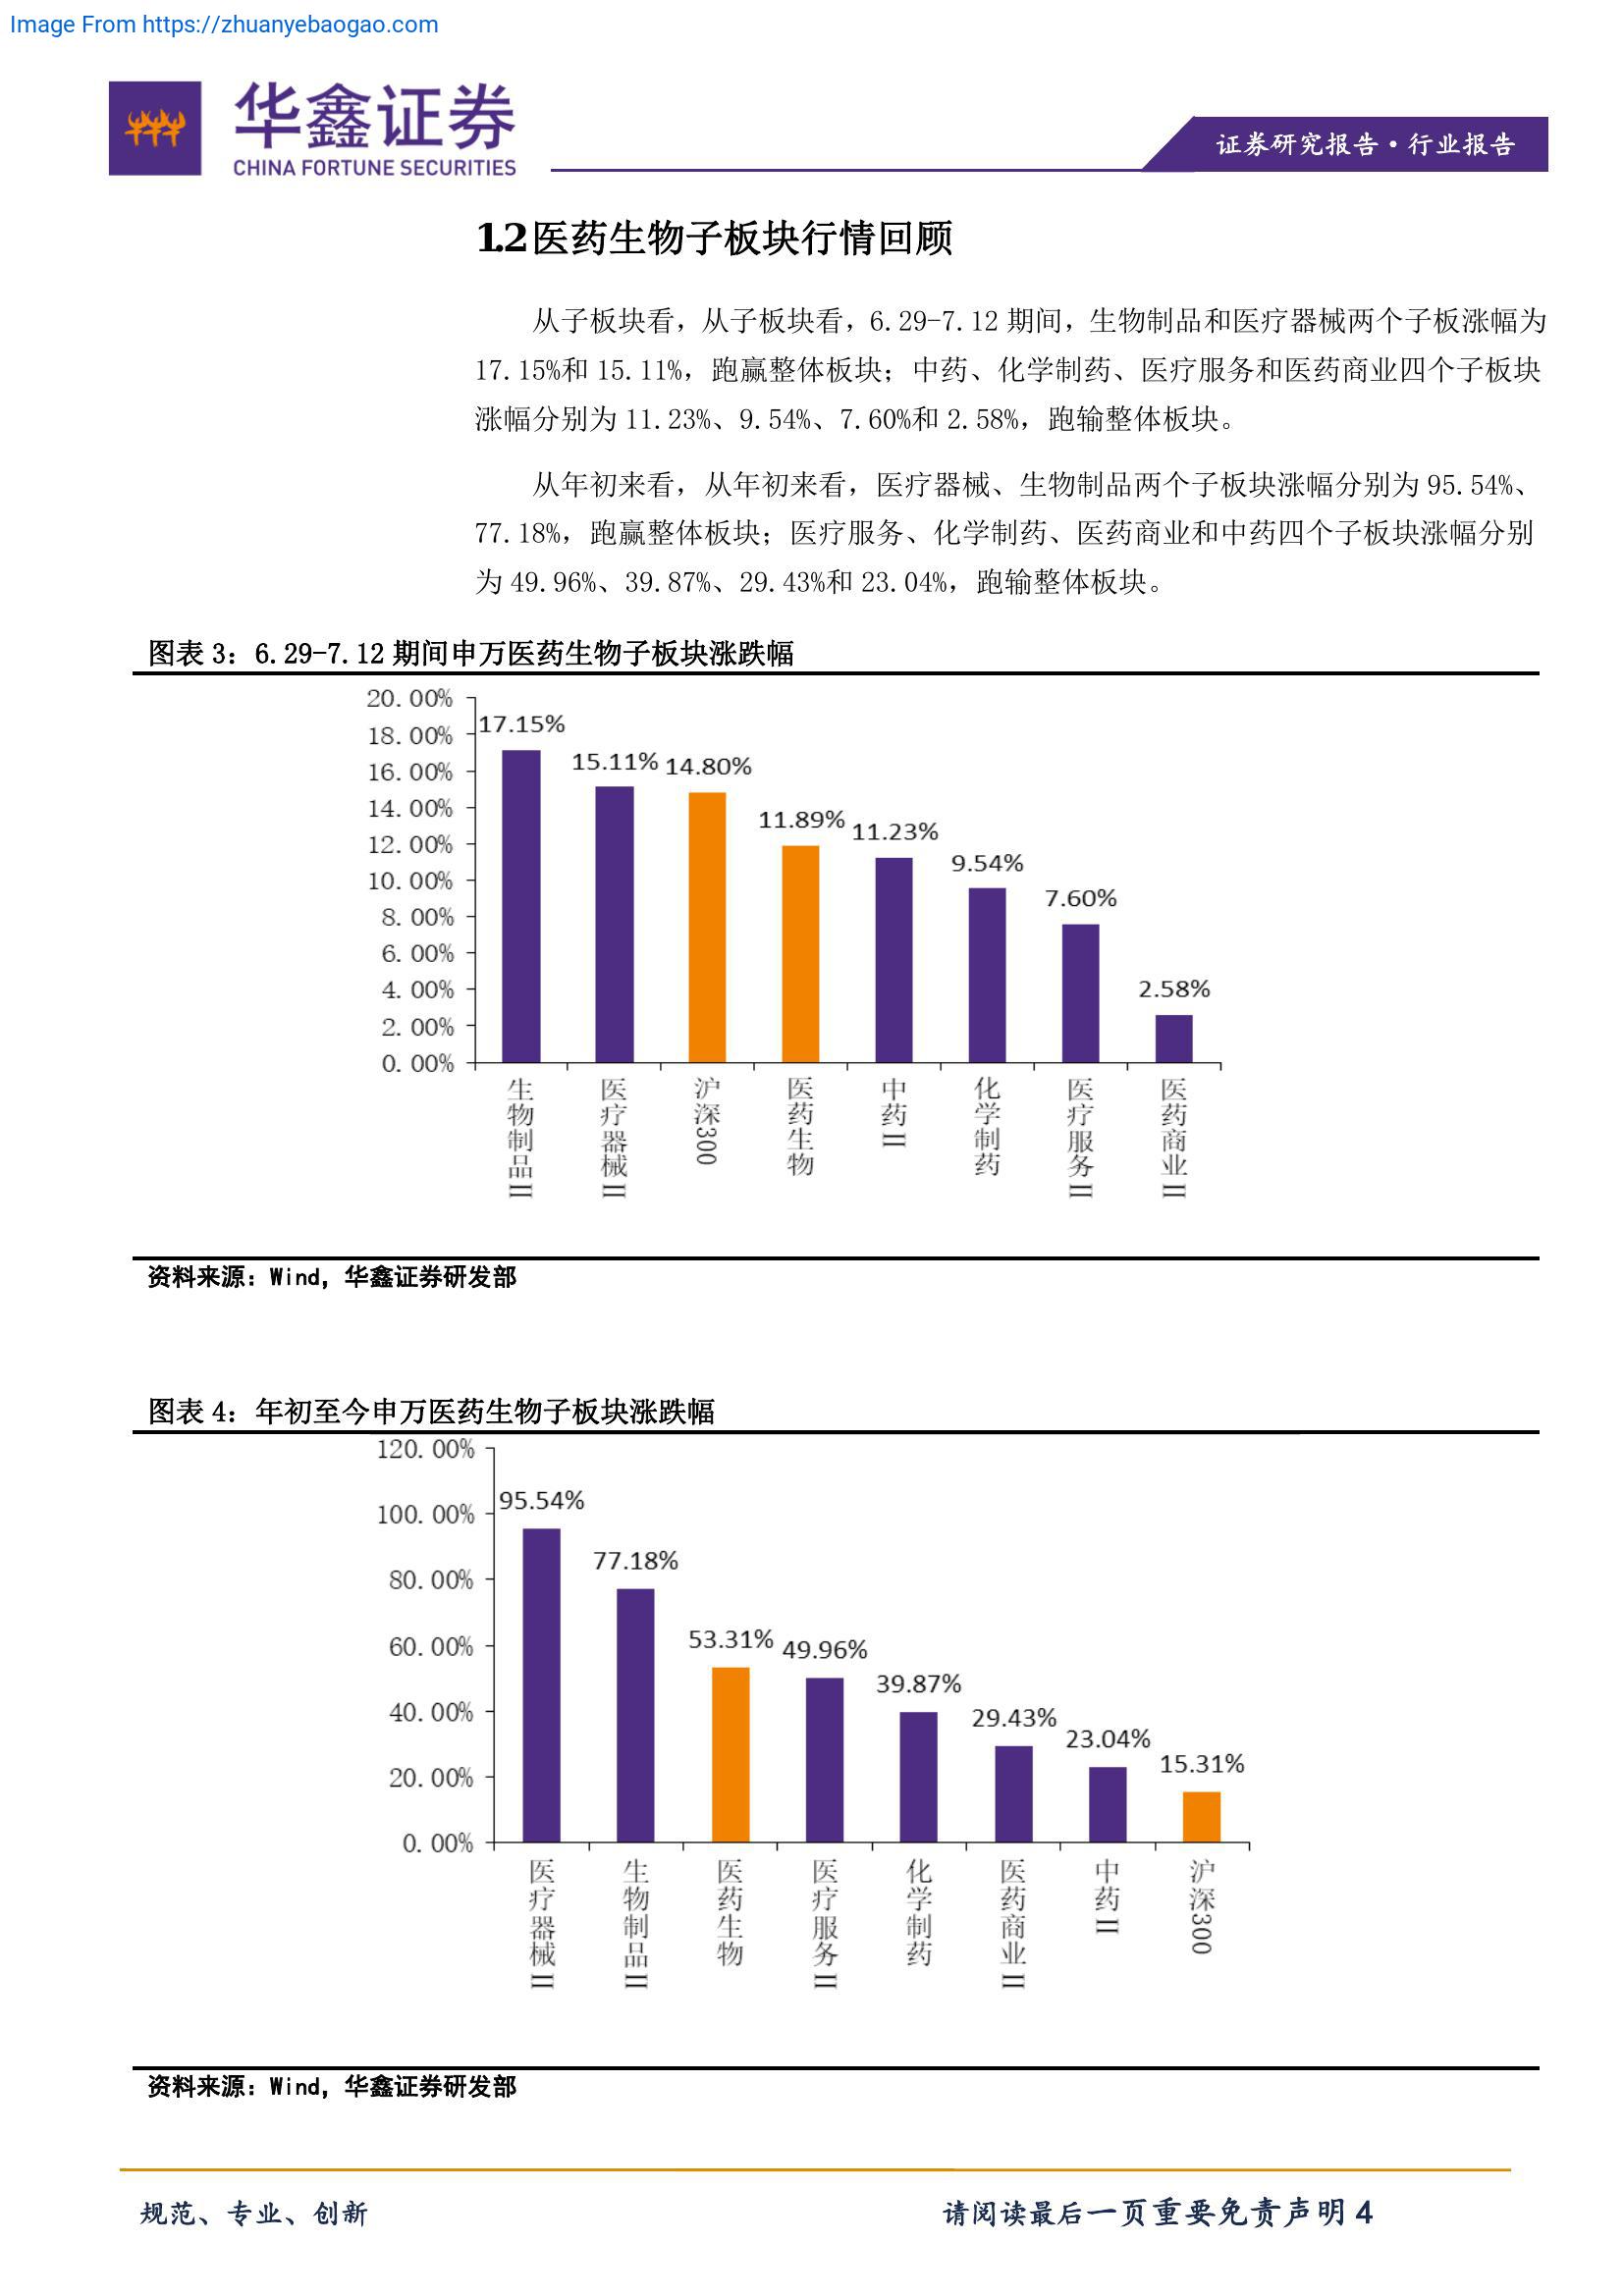 Image From https://zhuanyebaogao.com
华鑫证券
CHINA FORTUNE SECURITIES
证券研究报告·行业报告
1.2 医药生物子板块行情回顾
从子板块看，从子板块看，6.29-7.12 期间，生物制品和医疗器械两个子板涨幅为
17.15%和 15.11%，跑赢整体板块；中药、化学制药、医疗服务和医药商业四个子板块
涨幅分别为 11.23%、9.54%、7.60%和 2.58%，跑输整体板块。
从年初来看，从年初来看，医疗器械、生物制品两个子板块涨幅分别为 95.54%、
77.18%，跑赢整体板块；医疗服务、化学制药、医药商业和中药四个子板块涨幅分别
为 49.96%、39.87%、29.43%和 23.04%，跑输整体板块。
图表 3：6.29-7.12 期间申万医药生物子板块涨跌幅
20.00%
18.00%
16.00%
14.00%
12.00%
10.00%
8.00%
6.00%
4.00%
2.00%
0.00%
17.15%
15.11%
14.80%
11.89%
11.23%
9.54%
7.60%
2.58%
生物制品II
医疗器械II
沪深300
医药生物
中药II
化学制药
医疗服务II
医药商业II
资料来源：Wind，华鑫证券研发部
图表 4：年初至今申万医药生物子板块涨跌幅
120.00%
100.00%
80.00%
60.00%
40.00%
20.00%
0.00%
95.54%
77.18%
53.31%
49.96%
39.87%
29.43%
23.04%
15.31%
医疗器械II
生物制品II
医药生物
医疗服务II
化学制药
医药商业II
中药II
沪深300
资料来源：Wind，华鑫证券研发部
规范、专业、创新
请阅读最后一页重要免责声明 4